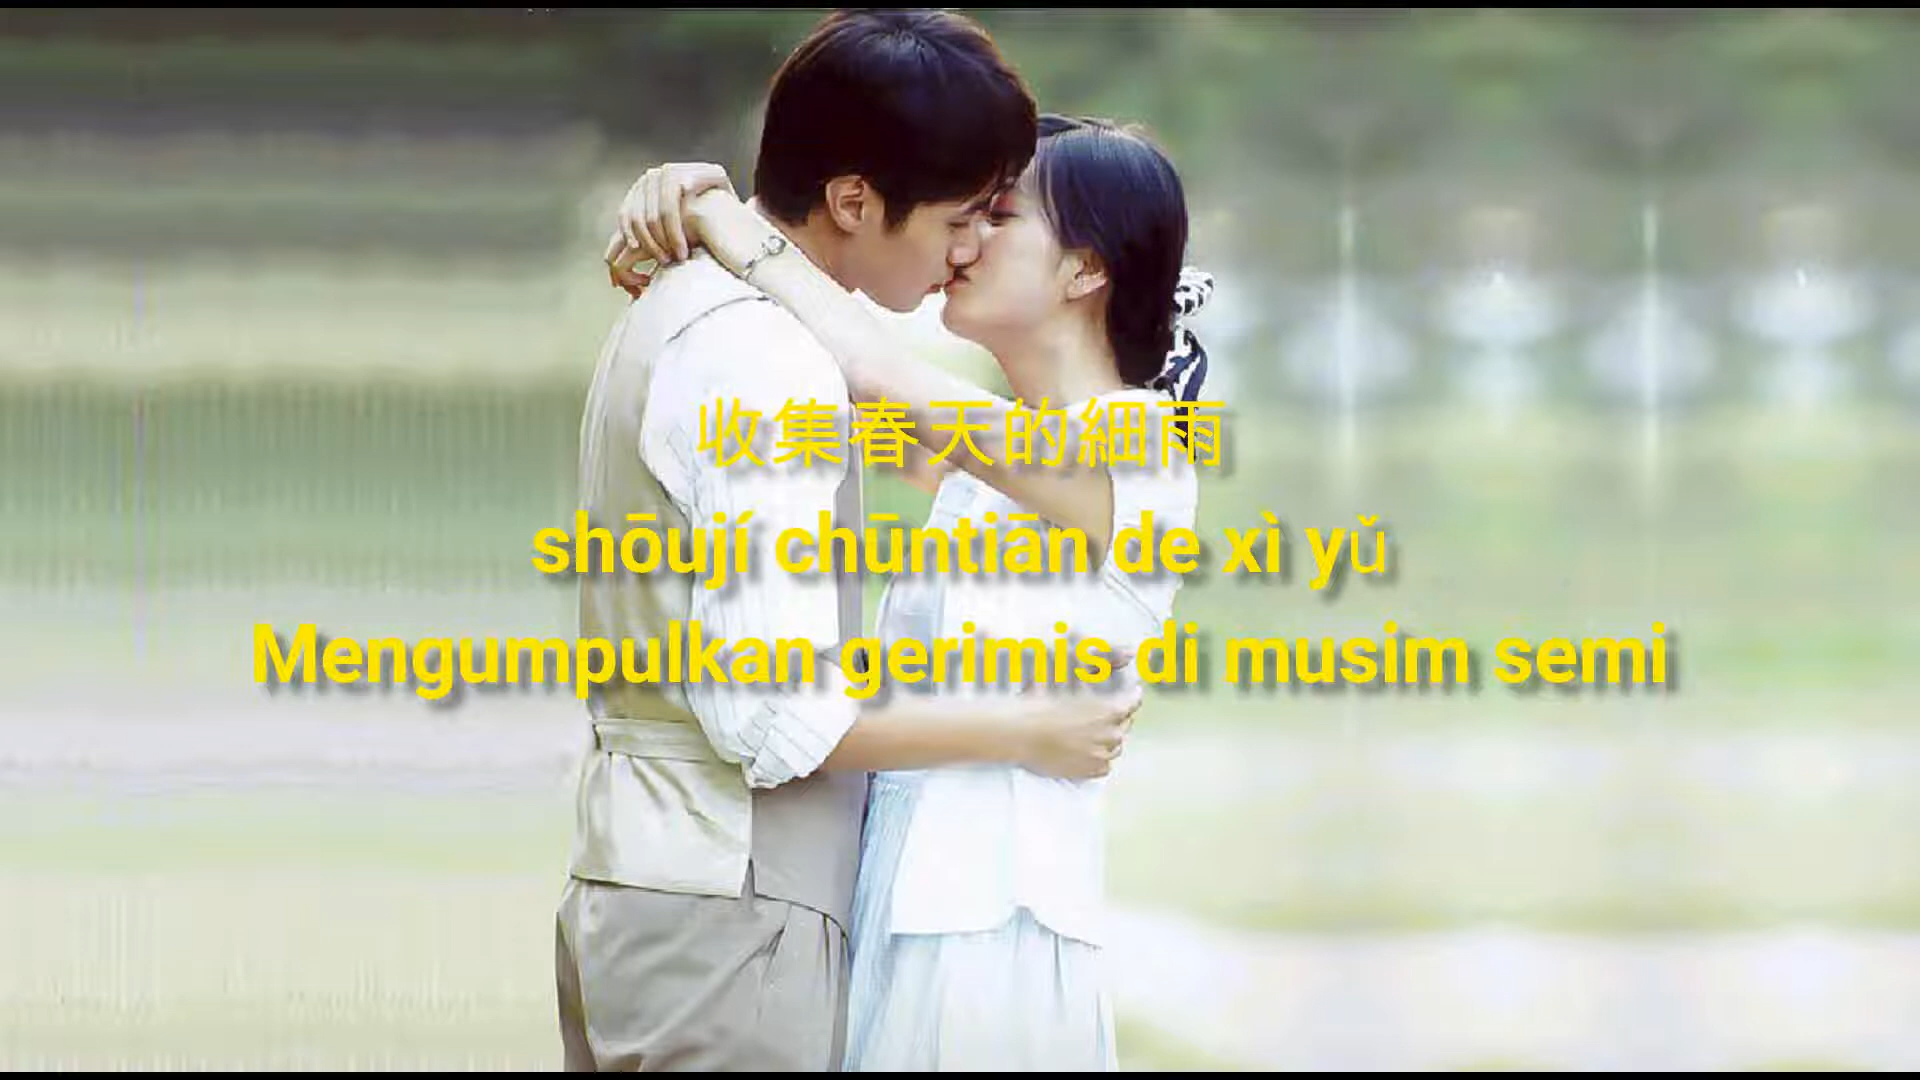 收集春天的細雨
shōují chūntiān de xì yǔ
Mengumpulkan gerimis di musim semi